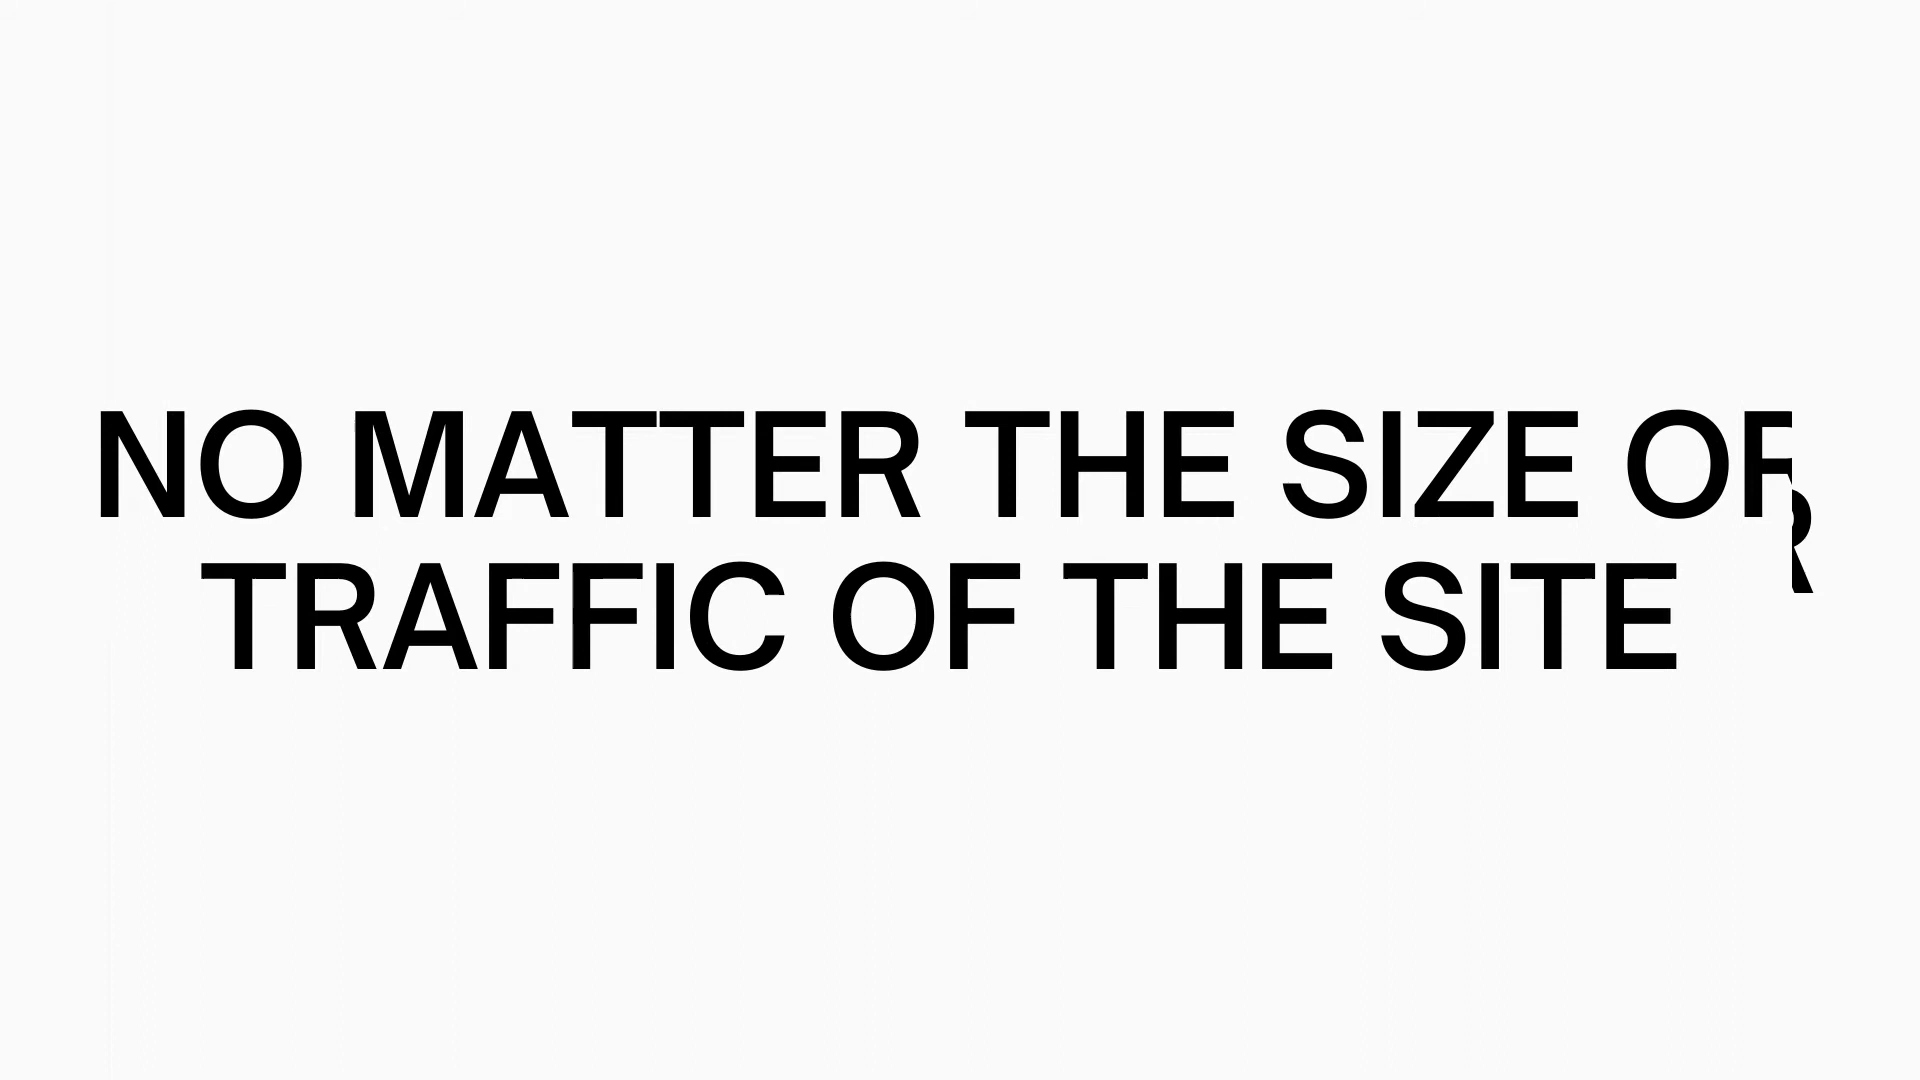 NO MATTER THE SIZE OR
TRAFFIC OF THE SITE